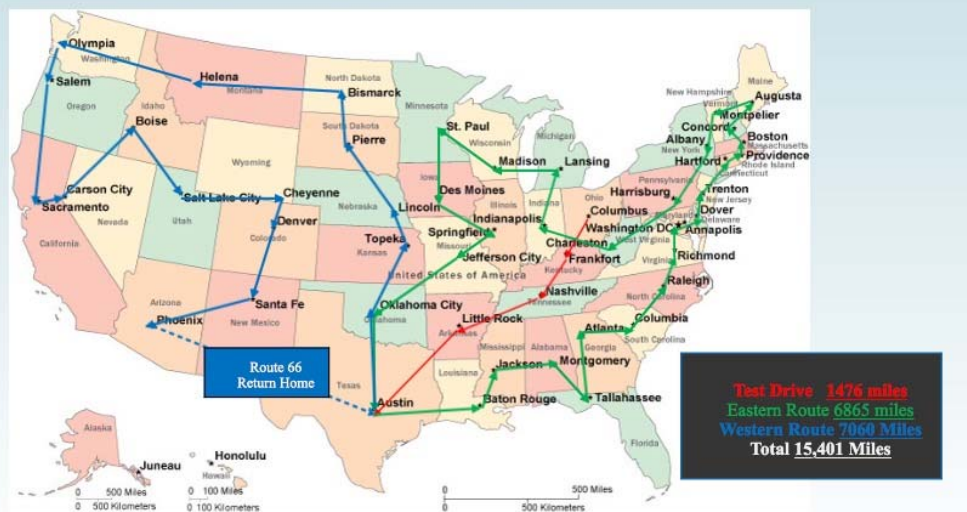 Olympia
Washington
Helena
Montana
North Dakota
Bismarck
Minnesota
Salem
Oregon
Idaho
Boise
South Dakota
Pierre
St. Paul
Wisconsin
Michigan
Madison
Lansing
New Hampshire
Maine
Vermont
Augusta
Montpelier
Concord
Albany
New York
Boston
Massachusetts
Hartford
Providence
Rhode Island
Connecticut
Wyoming
Carson City
Sacramento
Nevada
Salt Lake City
Utah
Cheyenne
Denver
Colorado
Nebraska
Lincoln
Iowa
Des Moines
Illinois
Indiana
Indianapolis
Springfield
Ohio
Columbus
Pennsylvania
Harrisburg
Trenton
New Jersey
Dover
Delaware
Maryland
Washington DC
Annapolis
West Virginia
Charleston
Frankfort
Kentucky
Virginia
Richmond
California
Topeka
Kansas
Missouri
Jefferson City
United States of America
Nashville
Tennessee
Raleigh
North Carolina
Arizona
Phoenix
Santa Fe
New Mexico
Oklahoma City
Oklahoma
Little Rock
Arkansas
Mississippi
Alabama
Atlanta
Georgia
Columbia
South Carolina
Route 66
Return Home
Texas
Austin
Louisiana
Jackson
Montgomery
Baton Rouge
Tallahassee
Florida
Test Drive 1476 miles
Eastern Route 6865 miles
Western Route 7060 Miles
Total 15,401 Miles
Alaska
Juneau
Honolulu
Hawaii
0 500 Miles
0 500 Kilometers
0 100 Miles
0 100 Kilometers
0 500 Miles
0 500 Kilometers